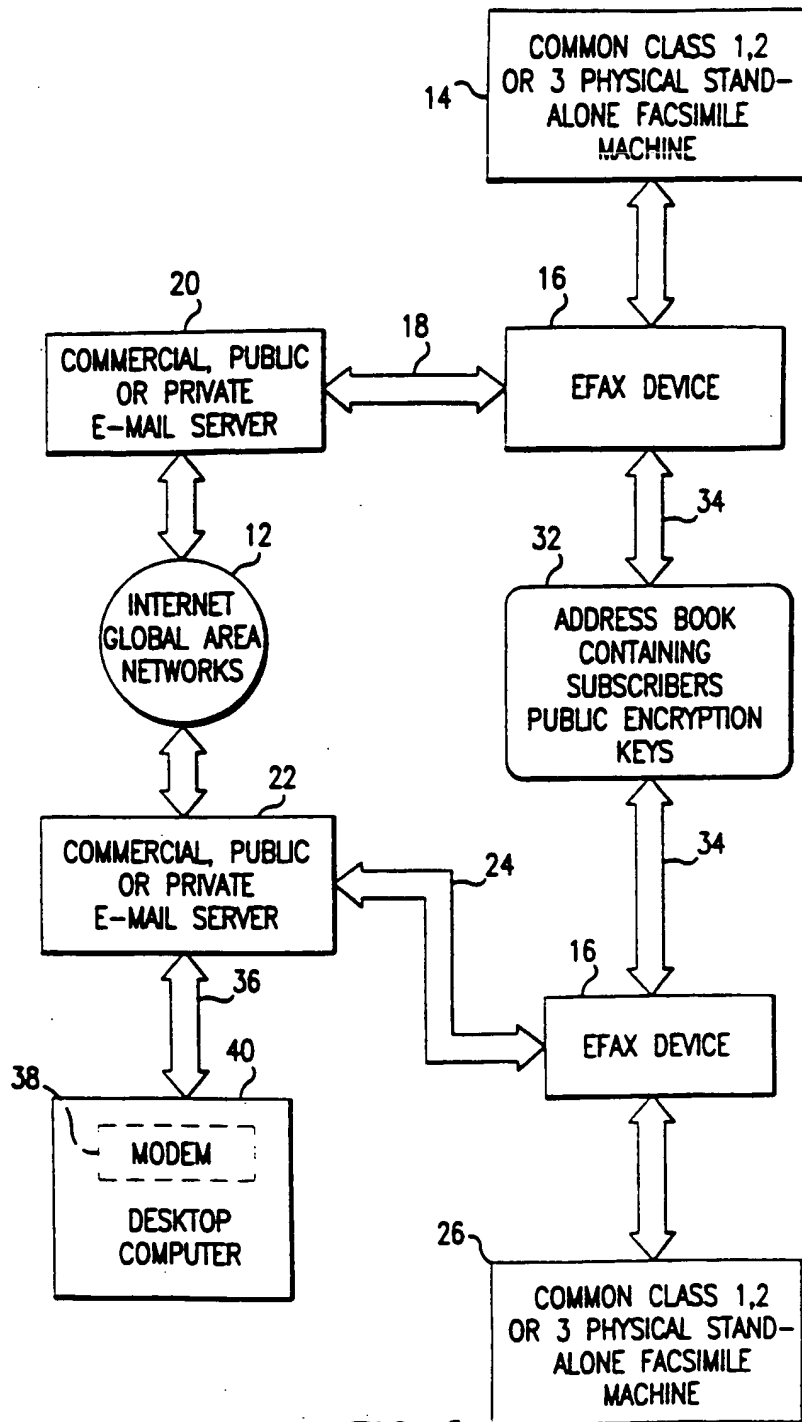 COMMON CLASS 1,2
OR 3 PHYSICAL STAND-
ALONE FACSIMILE
MACHINE
14
20
COMMERCIAL, PUBLIC
OR PRIVATE
E-MAIL SERVER
18
16
EFAX DEVICE
34
12
INTERNET
GLOBAL AREA
NETWORKS
32
ADDRESS BOOK
CONTAINING
SUBSCRIBERS
PUBLIC ENCRYPTION
KEYS
22
COMMERCIAL, PUBLIC
OR PRIVATE
E-MAIL SERVER
24
34
36
16
EFAX DEVICE
38
40
MODEM
DESKTOP
COMPUTER
26
COMMON CLASS 1,2
OR 3 PHYSICAL STAND-
ALONE FACSIMILE
MACHINE